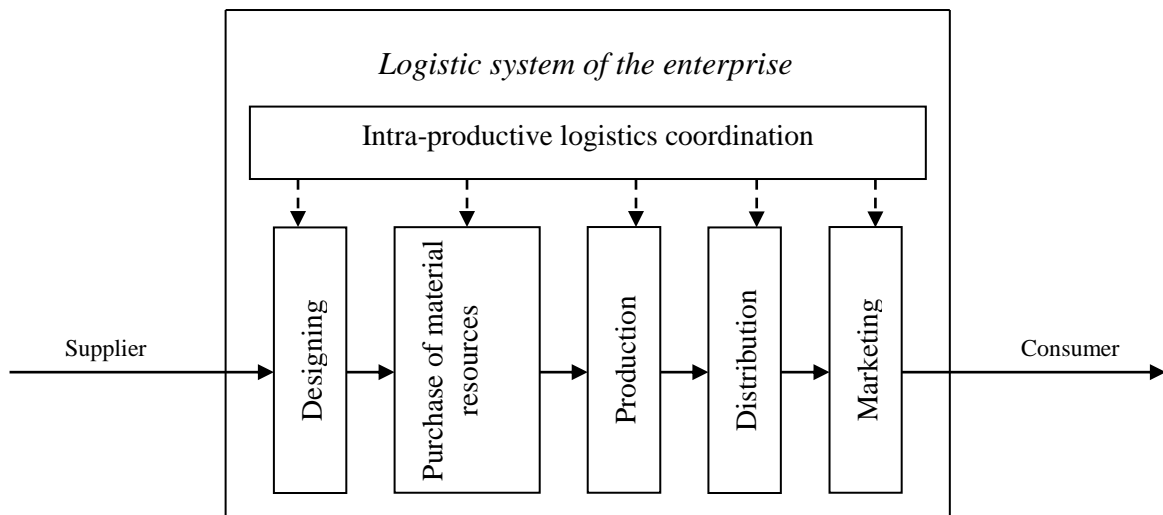 Logistic system of the enterprise
Intra-productive logistics coordination
Supplier
Designing
Purchase of material
resources
Production
Distribution
Marketing
Consumer